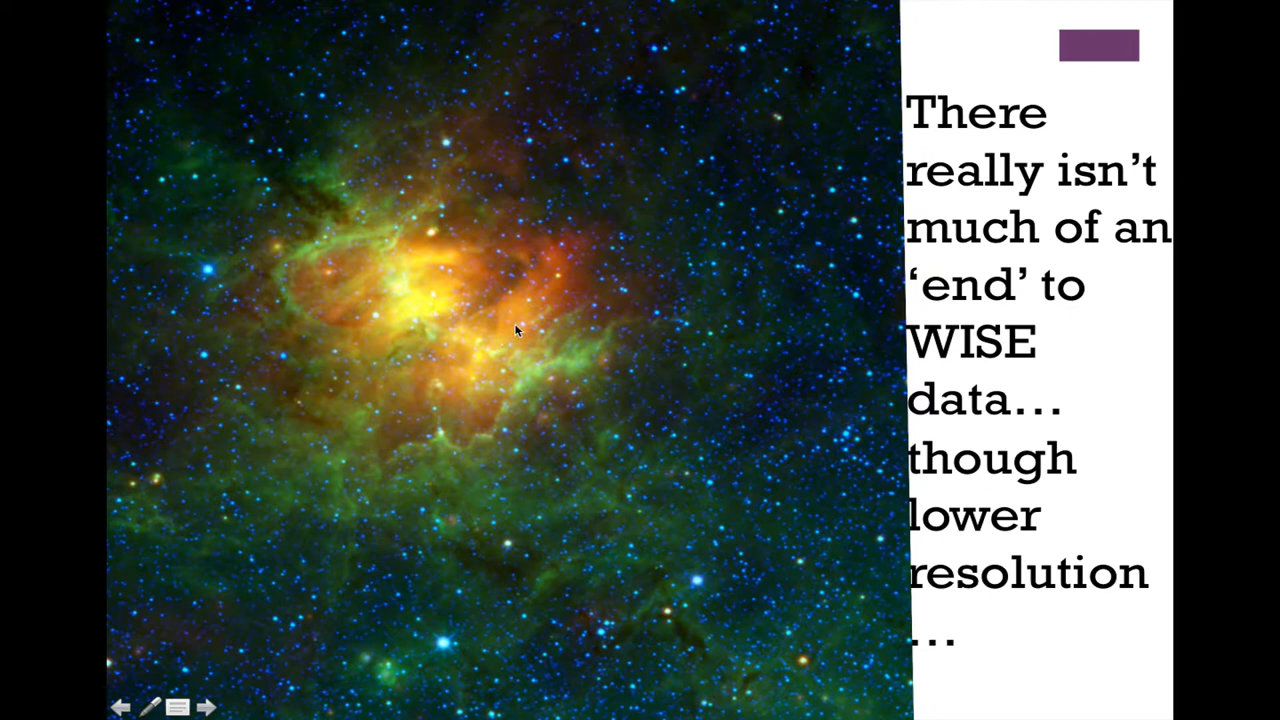 There
really isn’t
much of an
‘end’ to
WISE
data…
though
lower
resolution
…